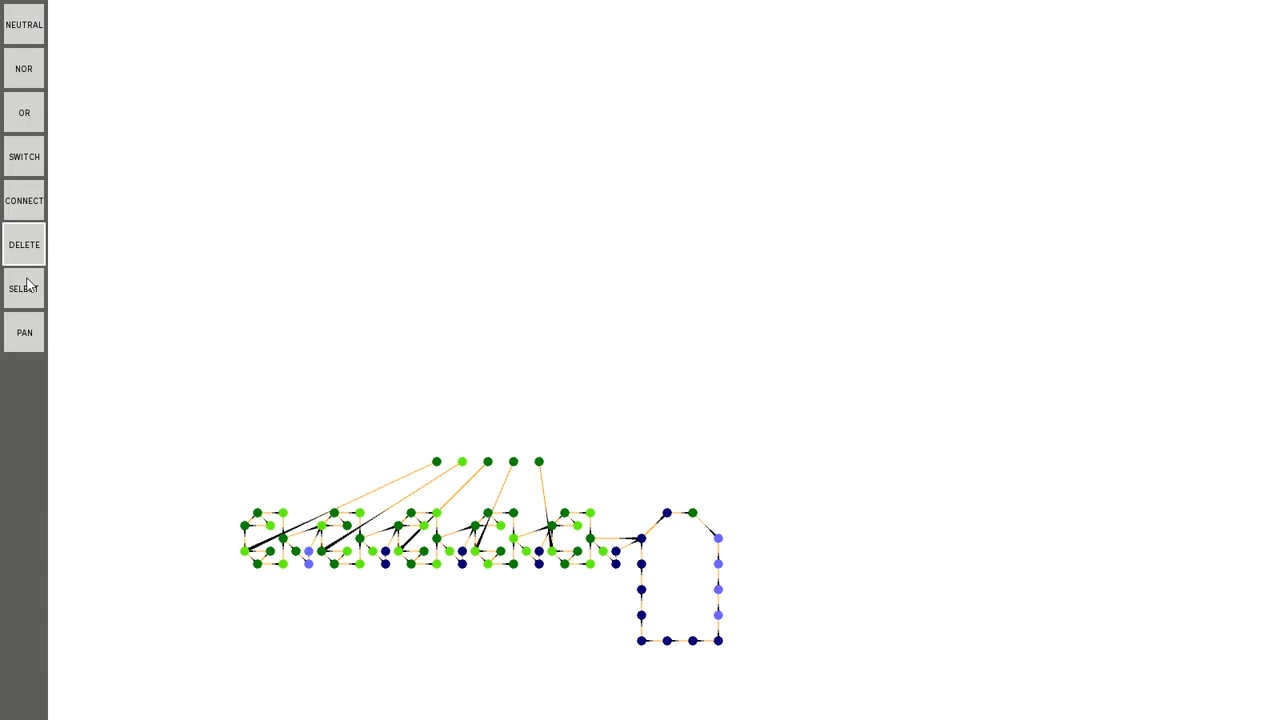 NEUTRAL
NOR
OR
SWITCH
CONNECT
DELETE
SELECT
PAN